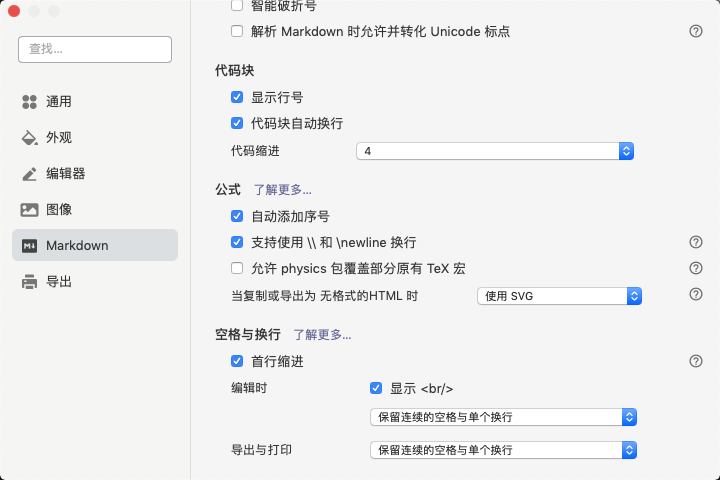 查找...
通用
外观
编辑器
图像
Markdown
导出
智能破折号
解析 Markdown 时允许并转化 Unicode 标点
代码块
显示行号
代码块自动换行
代码缩进 4
公式 了解更多...
自动添加序号
支持使用 \\ 和 \newline 换行
允许 physics 包覆盖部分原有 TeX 宏
当复制或导出为 无格式的HTML 时 使用 SVG
空格与换行 了解更多...
首行缩进
编辑时 显示 <br/>
保留连续的空格与单个换行
导出与打印 保留连续的空格与单个换行